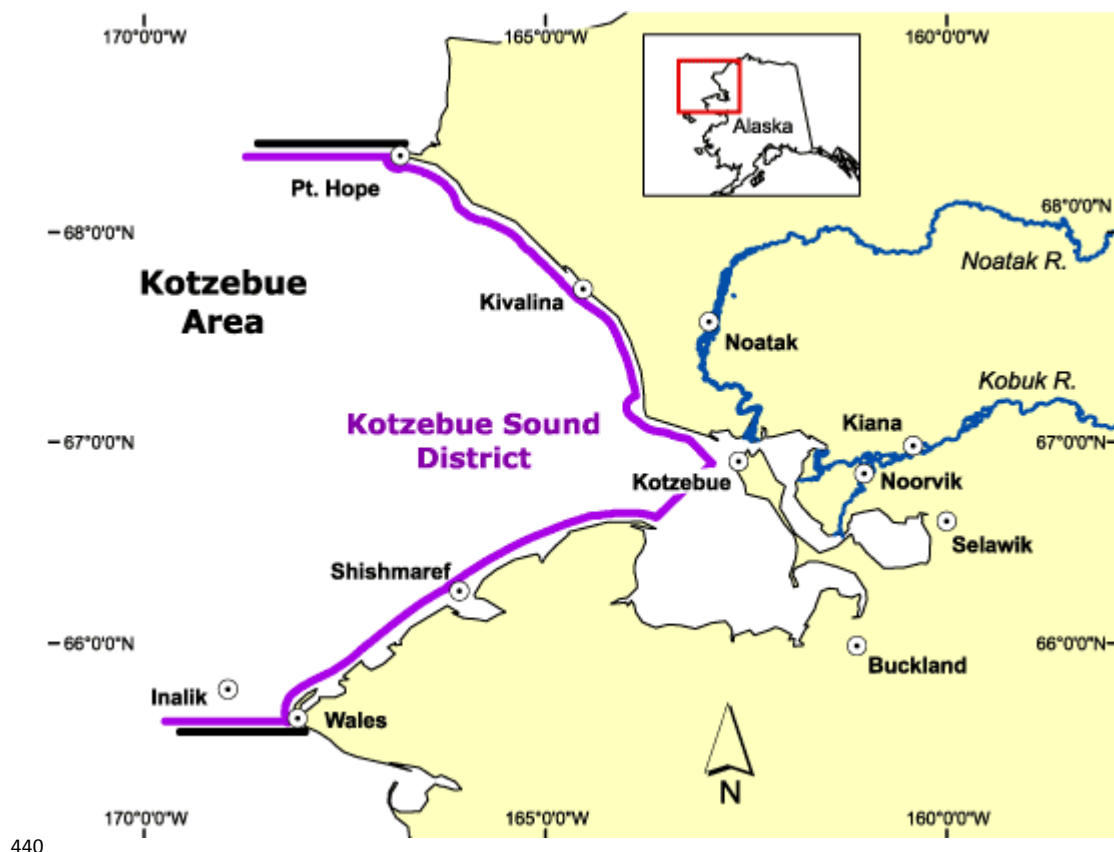 170°0'0"W
165°0'0"W
160°0'0"W
Alaska
Pt. Hope
68°0'0"N
68°0'0"N
Noatak R.
Kotzebue
Area
Kivalina
Noatak
Kobuk R.
Kotzebue Sound
District
Kiana
67°0'0"N
67°0'0"N
Kotzebue
Noorvik
Selawik
Shishmaref
66°0'0"N
66°0'0"N
Buckland
Inalik
Wales
N
170°0'0"W
165°0'0"W
160°0'0"W
440